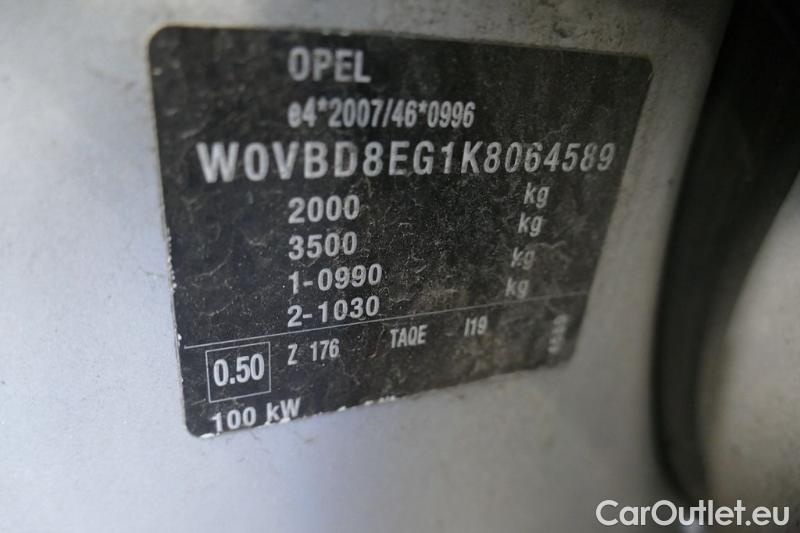 OPEL
e4*2007/46*0996
W0VBD8EG1K8064589
2000 kg
3500 kg
1-0990 kg
2-1030 kg
0.50 Z 176 TAQE I19
100 kW
CarOutlet.eu